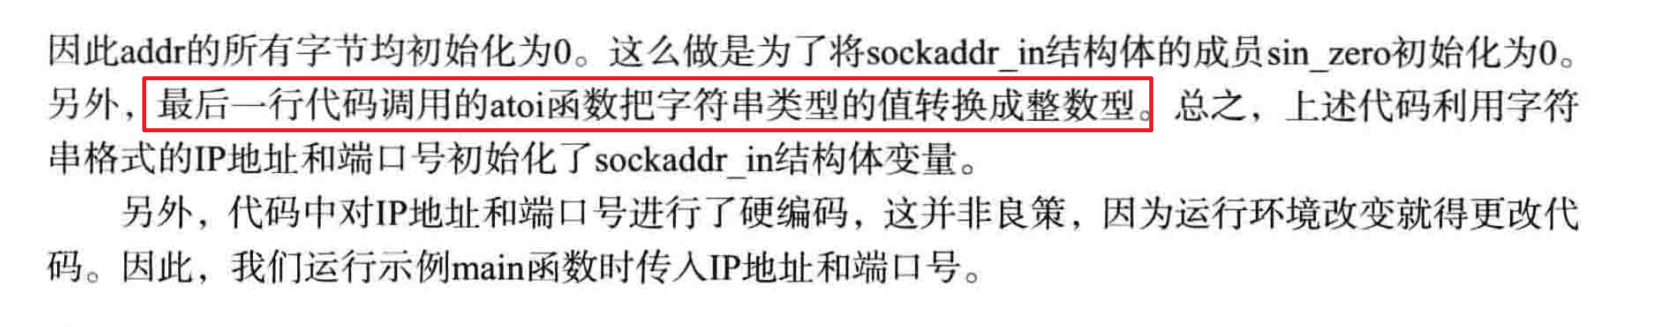 因此addr的所有字节均初始化为0。这么做是为了将sockaddr_in结构体的成员sin_zero初始化为0。
另外，最后一行代码调用的atoi函数把字符串类型的值转换成整数型。总之，上述代码利用字符
串格式的IP地址和端口号初始化了sockaddr_in结构体变量。
另外，代码中对IP地址和端口号进行了硬编码，这并非良策，因为运行环境改变就得更改代
码。因此，我们运行示例main函数时传入IP地址和端口号。